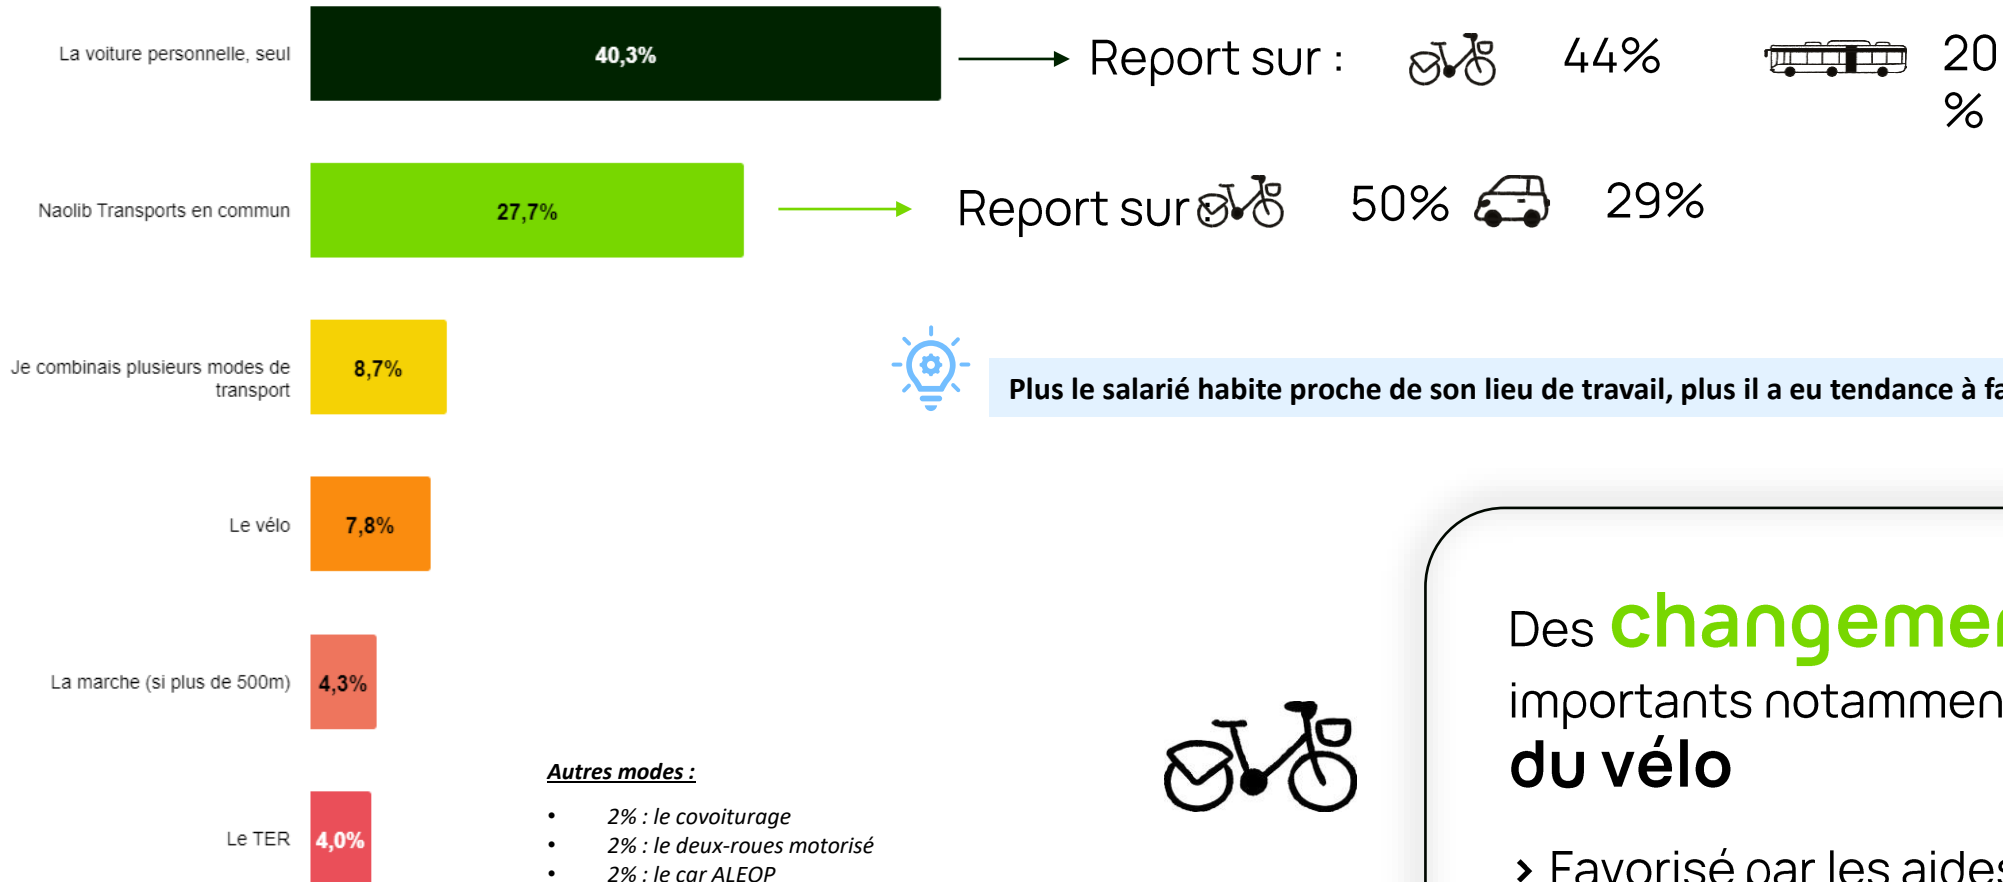 La voiture personnelle, seul
40,3%
Report sur :
44%
20
%
Naolib Transports en commun
27,7%
Report sur :
50%
29%
Je combinais plusieurs modes de
transport
8,7%
Plus le salarié habite proche de son lieu de travail, plus il a eu tendance à
Le vélo
7,8%
Des
importants
du vélo
> Favorisé par les aides
La marche (si plus de 500m)
4,3%
Le TER
4,0%
Autres modes :
• 2% : le covoiturage
• 2% : le deux-roues motorisé
• 2% : le car ALEOP